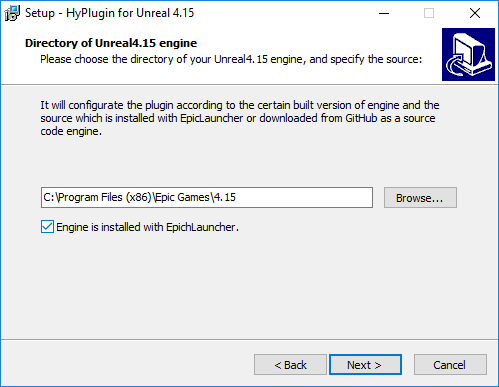 Setup - HyPlugin for Unreal 4.15
Directory of Unreal4.15 engine
Please choose the directory of your Unreal4.15 engine, and specify the source:
It will configurate the plugin according to the certain built version of engine and the
source which is installed with EpicLauncher or downloaded from GitHub as a source
code engine.
C:\Program Files (x86)\Epic Games\4.15
Browse...
Engine is installed with EpichLauncher.
< Back
Next >
Cancel